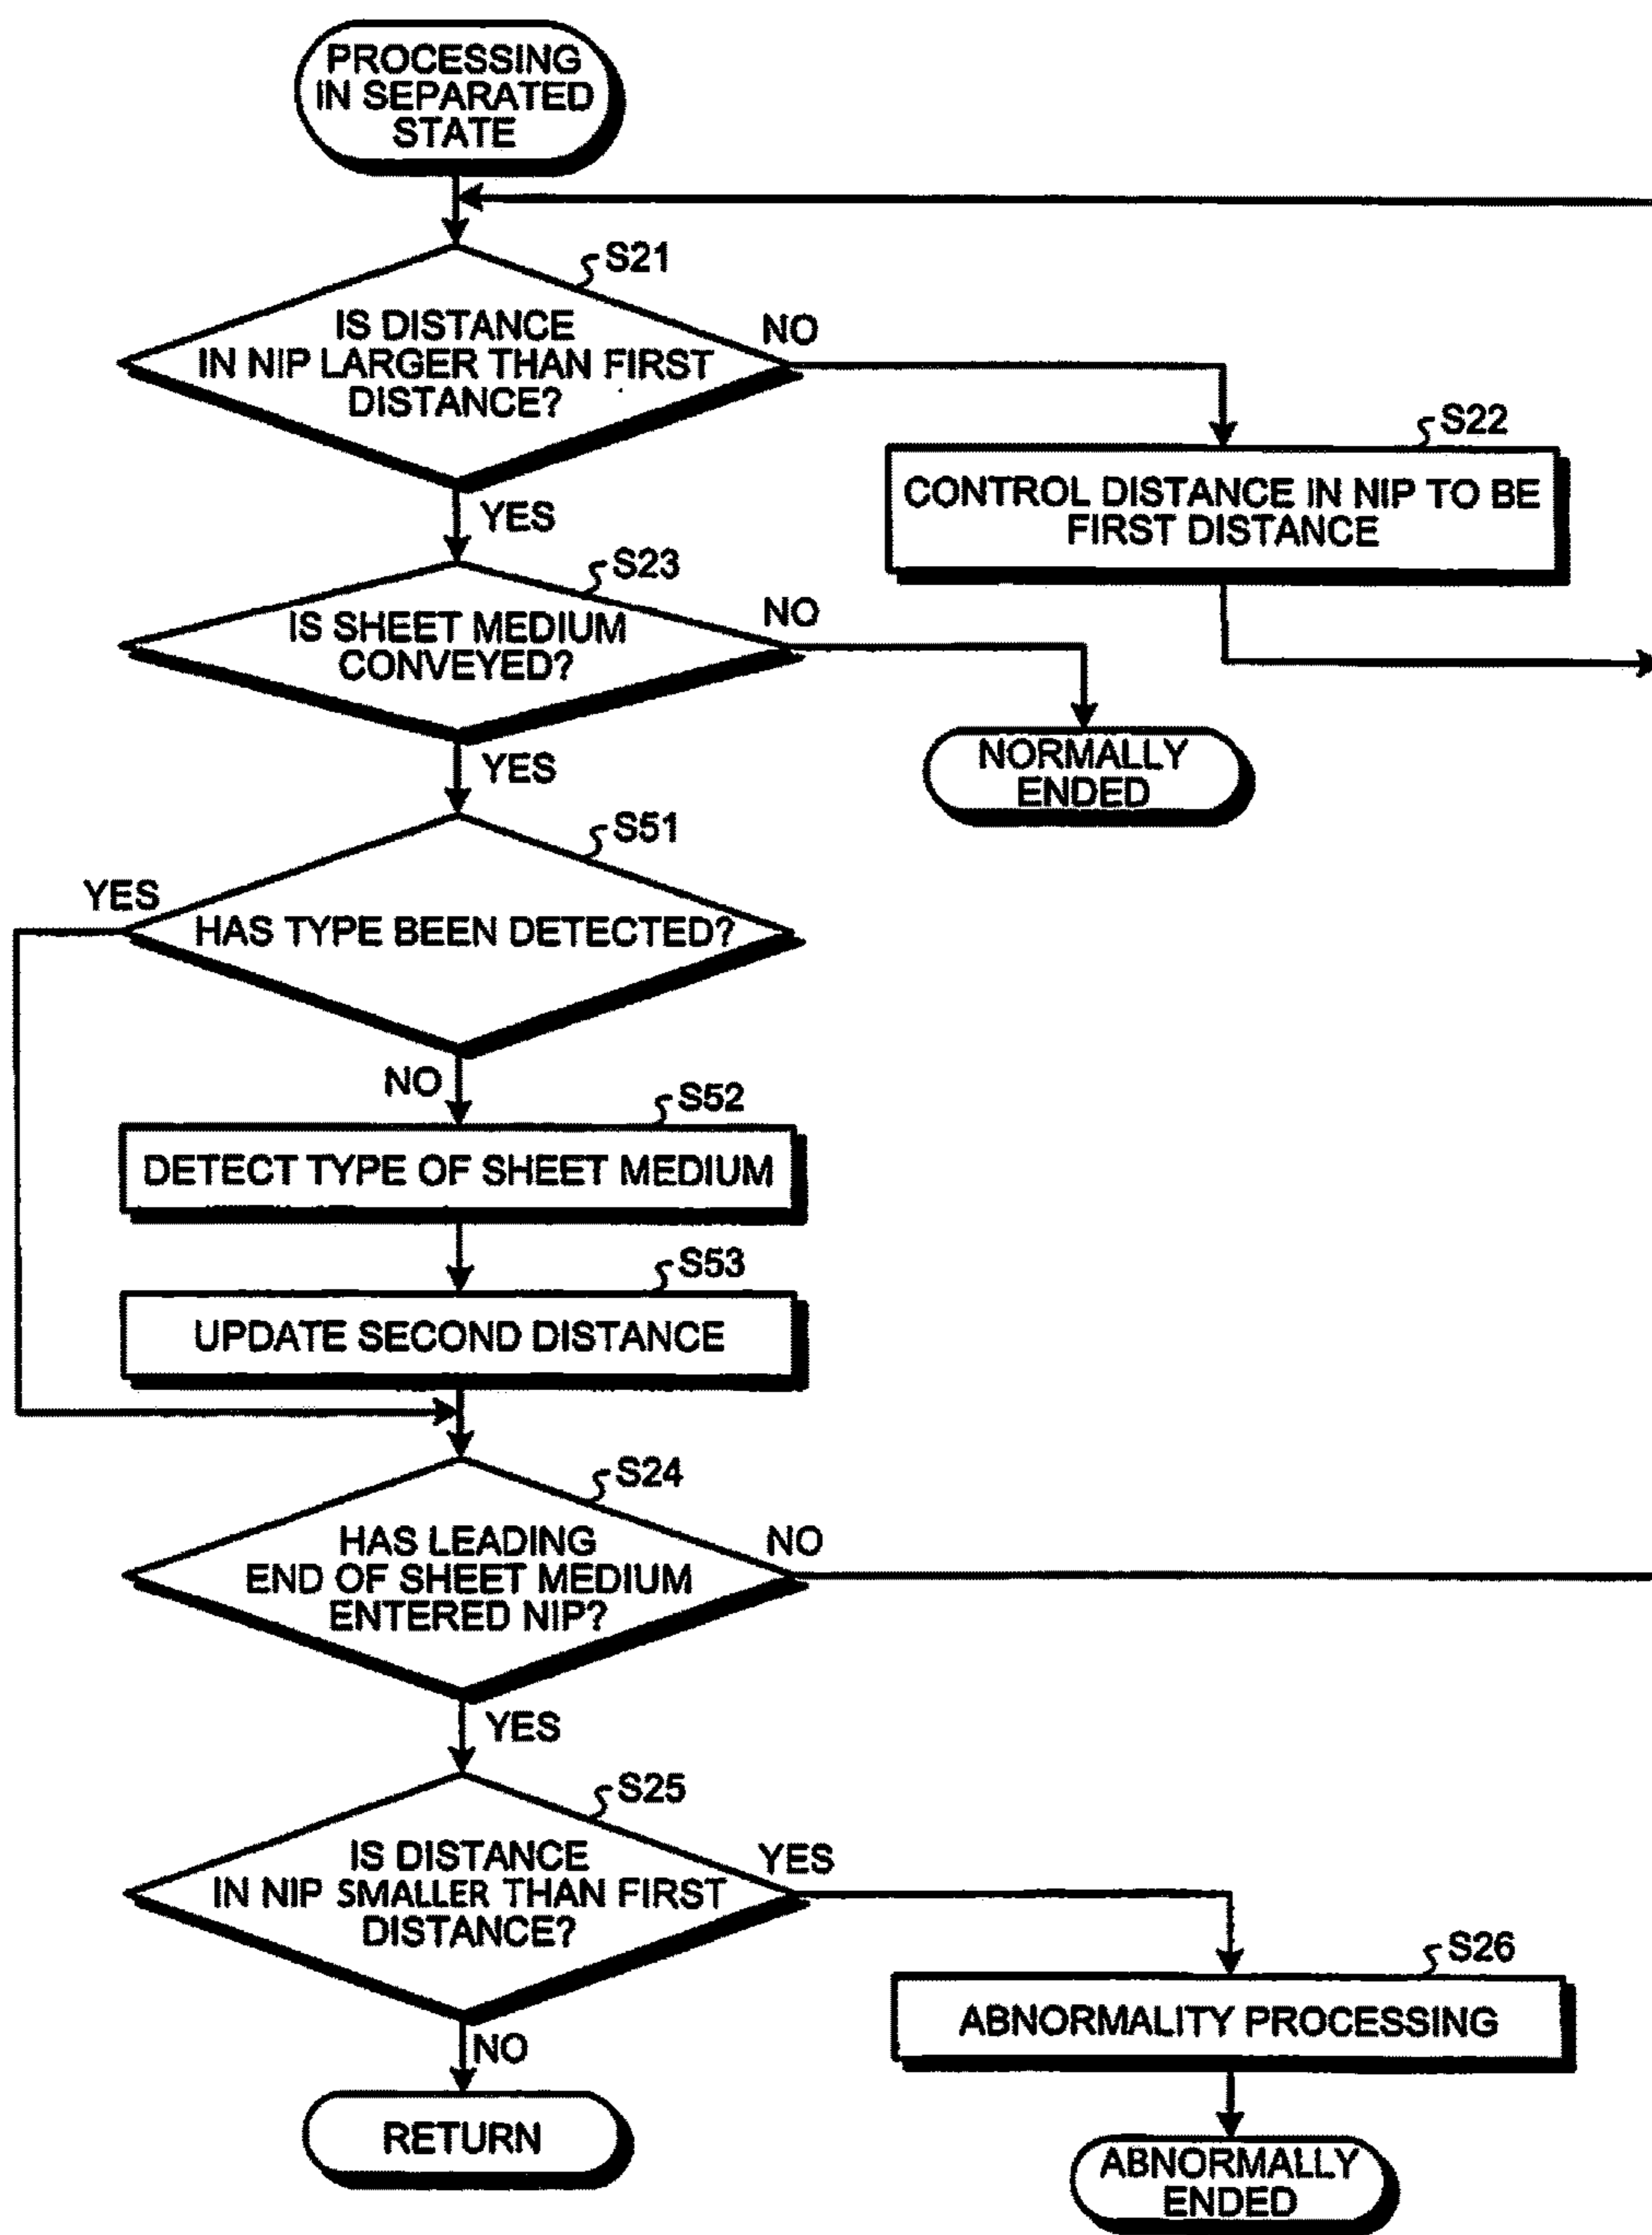 PROCESSING
IN SEPARATED
STATE
S21
IS DISTANCE
IN NIP LARGER THAN FIRST
DISTANCE?
NO
YES
S22
CONTROL DISTANCE IN NIP TO BE
FIRST DISTANCE
S23
IS SHEET MEDIUM
CONVEYED?
NO
YES
NORMALLY
ENDED
S51
YES
HAS TYPE BEEN DETECTED?
NO
S52
DETECT TYPE OF SHEET MEDIUM
S53
UPDATE SECOND DISTANCE
S24
HAS LEADING
END OF SHEET MEDIUM
ENTERED NIP?
NO
YES
S25
IS DISTANCE
IN NIP SMALLER THAN FIRST
DISTANCE?
YES
S26
ABNORMALITY PROCESSING
NO
RETURN
ABNORMALLY
ENDED